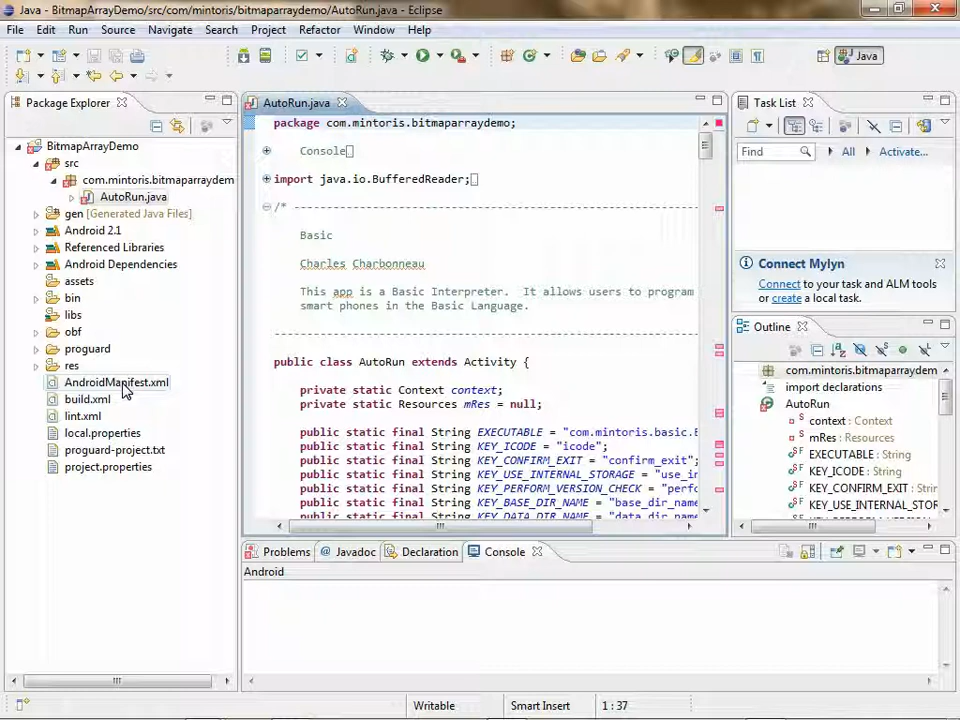 Java - BitmapArrayDemo/src/com/mintoris/bitmaparraydemo/AutoRun.java - Eclipse
File Edit Run Source Navigate Search Project Refactor Window Help
Java
Package Explorer
BitmapArrayDemo
src
com.mintoris.bitmaparraydem
AutoRun.java
gen [Generated Java Files]
Android 2.1
Referenced Libraries
Android Dependencies
assets
bin
libs
obf
proguard
res
AndroidManifest.xml
build.xml
lint.xml
local.properties
proguard-project.txt
project.properties
AutoRun.java
package com.mintoris.bitmaparraydemo;
Console
import java.io.BufferedReader;
/* ------------------------------------------------------------
Basic
Charles Charbonneau
This app is a Basic Interpreter. It allows users to program
smart phones in the Basic Language.
------------------------------------------------------------
public class AutoRun extends Activity {
private static Context context;
private static Resources mRes = null;
public static final String EXECUTABLE = "com.mintoris.basic.E
public static final String KEY_ICODE = "icode";
public static final String KEY_CONFIRM_EXIT = "confirm_exit";
public static final String KEY_USE_INTERNAL_STORAGE = "use_in
public static final String KEY_PERFORM_VERSION_CHECK = "perfo
public static final String KEY_BASE_DIR_NAME = "base_dir_name
public static final String KEY_DATA_DIR_NAME = "data_dir_name
Task List
Find All Activate...
Connect Mylyn
Connect to your task and ALM tools
or create a local task.
Outline
com.mintoris.bitmaparraydem
import declarations
AutoRun
context : Context
mRes : Resources
EXECUTABLE : String
KEY_ICODE : String
KEY_CONFIRM_EXIT : String
KEY_USE_INTERNAL_STOR
Problems Javadoc Declaration Console
Android
Writable Smart Insert 1 : 37